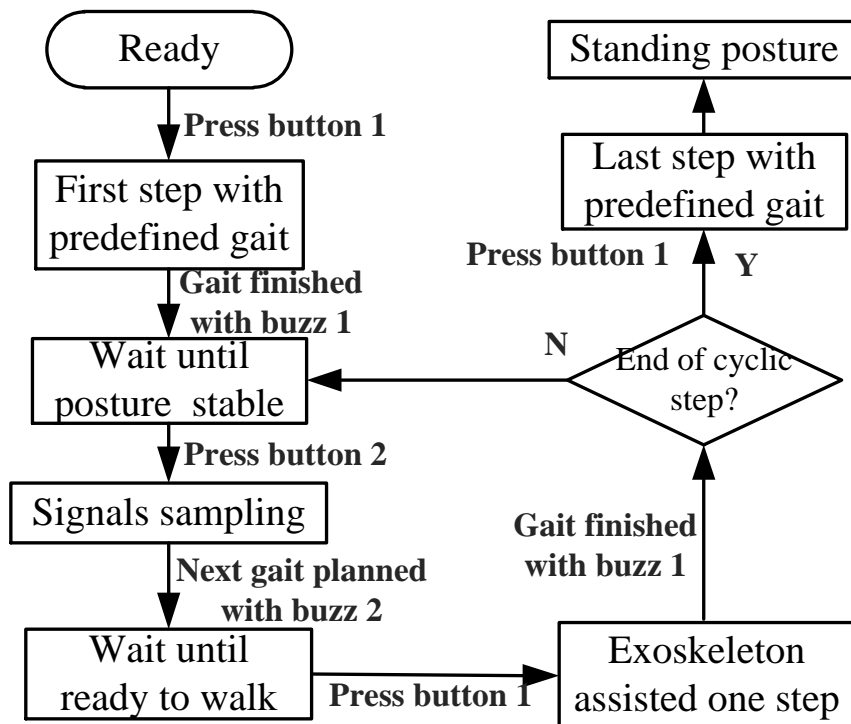 Ready
Press button 1
First step with
predefined gait
Gait finished
with buzz 1
Wait until
posture stable
Press button 2
Signals sampling
Next gait planned
with buzz 2
Wait until
ready to walk
Press button 1
Exoskeleton
assisted one step
Gait finished
with buzz 1
End of cyclic
step?
N
Y
Press button 1
Last step with
predefined gait
Standing posture